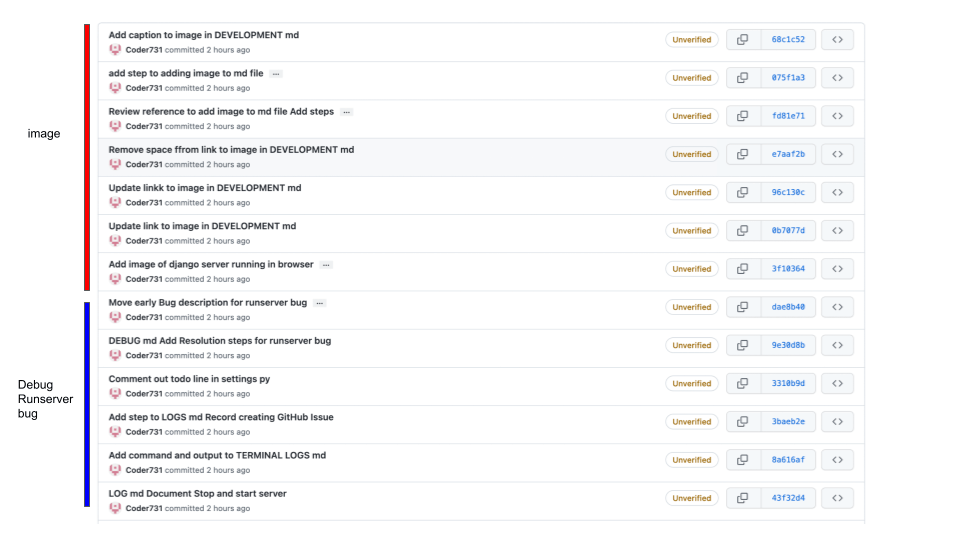 Add caption to image in DEVELOPMENT md
Coder731 committed 2 hours ago
Unverified
68c1c52
add step to adding image to md file ...
Coder731 committed 2 hours ago
Unverified
075f1a3
Review reference to add image to md file Add steps ...
Coder731 committed 2 hours ago
Unverified
fd81e71
image
Remove space ffrom link to image in DEVELOPMENT md
Coder731 committed 2 hours ago
Unverified
e7aaf2b
Update linkk to image in DEVELOPMENT md
Coder731 committed 2 hours ago
Unverified
96c130c
Update link to image in DEVELOPMENT md
Coder731 committed 2 hours ago
Unverified
0b7077d
Add image of django server running in browser ...
Coder731 committed 2 hours ago
Unverified
3f10364
Move early Bug description for runserver bug ...
Coder731 committed 2 hours ago
Unverified
dae8b40
DEBUG md Add Resolution steps for runserver bug
Coder731 committed 2 hours ago
Unverified
9e30d8b
Debug
Runserver
bug
Comment out todo line in settings py
Coder731 committed 2 hours ago
Unverified
3310b9d
Add step to LOGS md Record creating GitHub Issue
Coder731 committed 2 hours ago
Unverified
3baeb2e
Add command and output to TERMINAL LOGS md
Coder731 committed 2 hours ago
Unverified
8a616af
LOG md Document Stop and start server
Coder731 committed 2 hours ago
Unverified
43f32d4